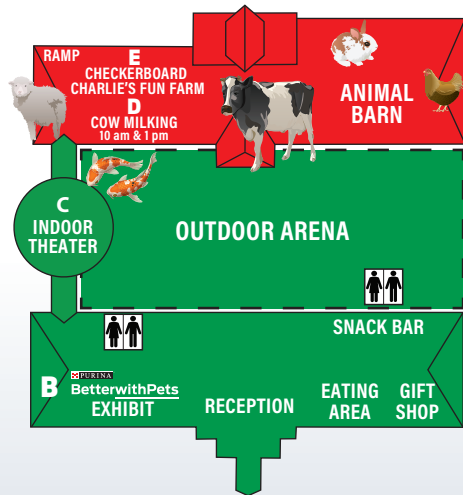 RAMP
E
CHECKERBOARD
CHARLIE'S FUN FARM
D
COW MILKING
10 am & 1 pm
ANIMAL
BARN
C
INDOOR
THEATER
OUTDOOR ARENA
SNACK BAR
B
PURINA
BetterwithPets
EXHIBIT
RECEPTION
EATING
AREA
GIFT
SHOP